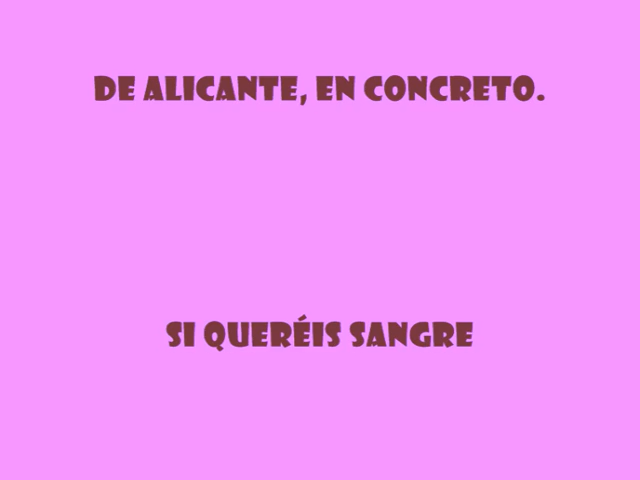 DE ALICANTE, EN CONCRETO.
SI QUERÉIS SANGRE